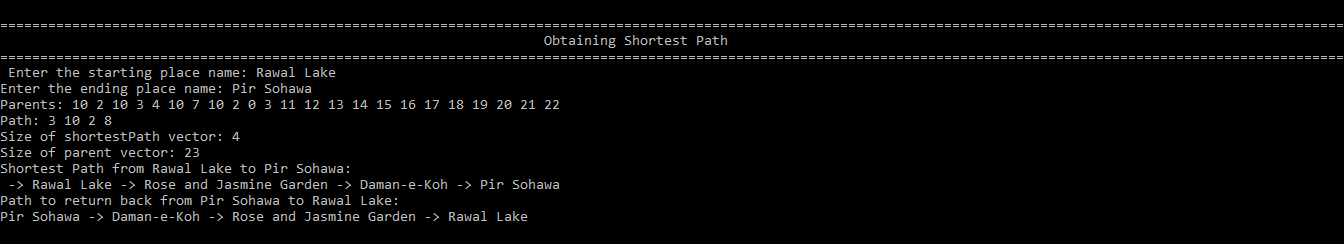 ========================================================================================================================================================================
Obtaining Shortest Path
========================================================================================================================================================================
Enter the starting place name: Rawal Lake
Enter the ending place name: Pir Sohawa
Parents: 10 2 10 3 4 10 7 10 2 0 3 11 12 13 14 15 16 17 18 19 20 21 22
Path: 3 10 2 8
Size of shortestPath vector: 4
Size of parent vector: 23
Shortest Path from Rawal Lake to Pir Sohawa:
-> Rawal Lake -> Rose and Jasmine Garden -> Daman-e-Koh -> Pir Sohawa
Path to return back from Pir Sohawa to Rawal Lake:
Pir Sohawa -> Daman-e-Koh -> Rose and Jasmine Garden -> Rawal Lake